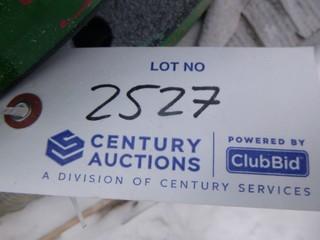 LOT NO
2527
CENTURY AUCTIONS
POWERED BY
ClubBid
A DIVISION OF CENTURY SERVICES